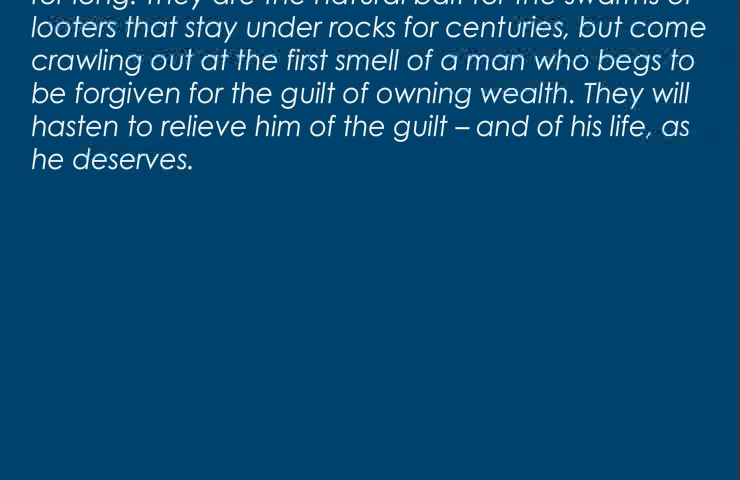 for long. They are the natural bait for the swarms of
looters that stay under rocks for centuries, but come
crawling out at the first smell of a man who begs to
be forgiven for the guilt of owning wealth. They will
hasten to relieve him of the guilt – and of his life, as
he deserves.